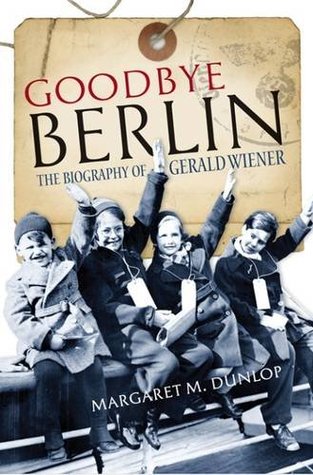 GOODBYE
BERLIN
THE BIOGRAPHY OF GERALD WIENER
MARGARET M. DUNLOP